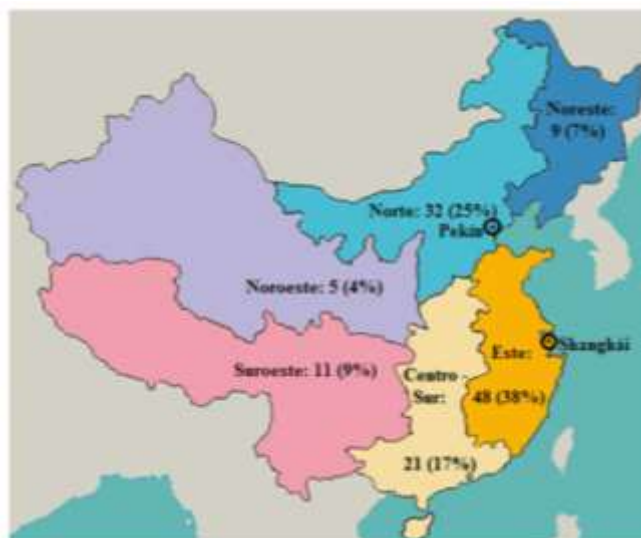 Noreste:
9 (7%)
Norte: 32 (25%)
Pekín
Noroeste: 5 (4%)
Shanghái
Este:
Suroeste: 11 (9%)
Centro -
Sur:
48 (38%)
21 (17%)